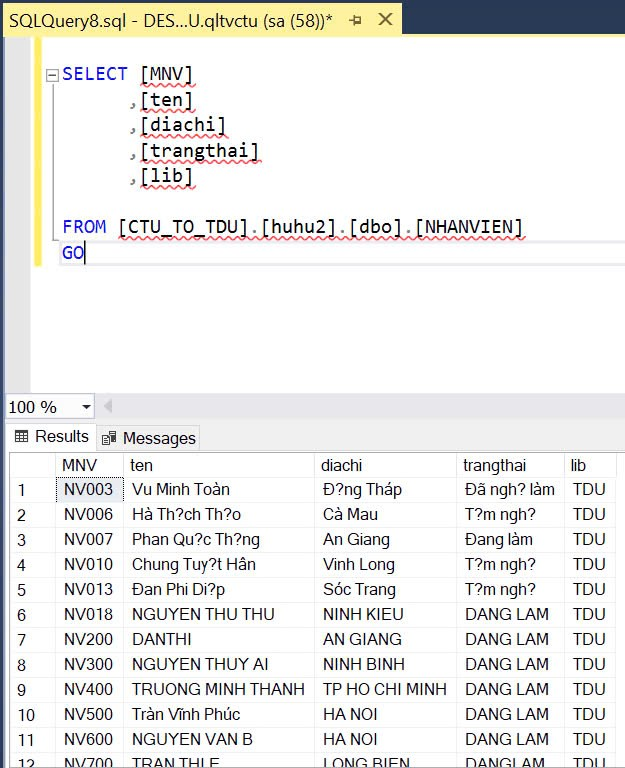 SQLQuery8.sql - DES...U.qltvctu (sa (58))*
SELECT [MNV]
,[ten]
,[diachi]
,[trangthai]
,[lib]
FROM [CTU_TO_TDU].[huhu2].[dbo].[NHANVIEN]
GO
100 %
Results Messages
MNV ten diachi trangthai lib
1 NV003 Vu Minh Toàn Đ?ng Tháp Đã ngh? làm TDU
2 NV006 Hà Th?ch Th?o Cà Mau T?m ngh? TDU
3 NV007 Phan Qu?c Th?ng An Giang Đang làm TDU
4 NV010 Chung Tuy?t Hân Vinh Long T?m ngh? TDU
5 NV013 Đan Phi Di?p Sóc Trang T?m ngh? TDU
6 NV018 NGUYEN THU THU NINH KIEU DANG LAM TDU
7 NV200 DANTHI AN GIANG DANG LAM TDU
8 NV300 NGUYEN THUY AI NINH BINH DANG LAM TDU
9 NV400 TRUONG MINH THANH TP HO CHI MINH DANG LAM TDU
10 NV500 Tràn Vĩnh Phúc HA NOI DANG LAM TDU
11 NV600 NGUYEN VAN B HA NOI DANG LAM TDU
12 NV700 TRAN THI F LONG BIEN DANGLAM TDU